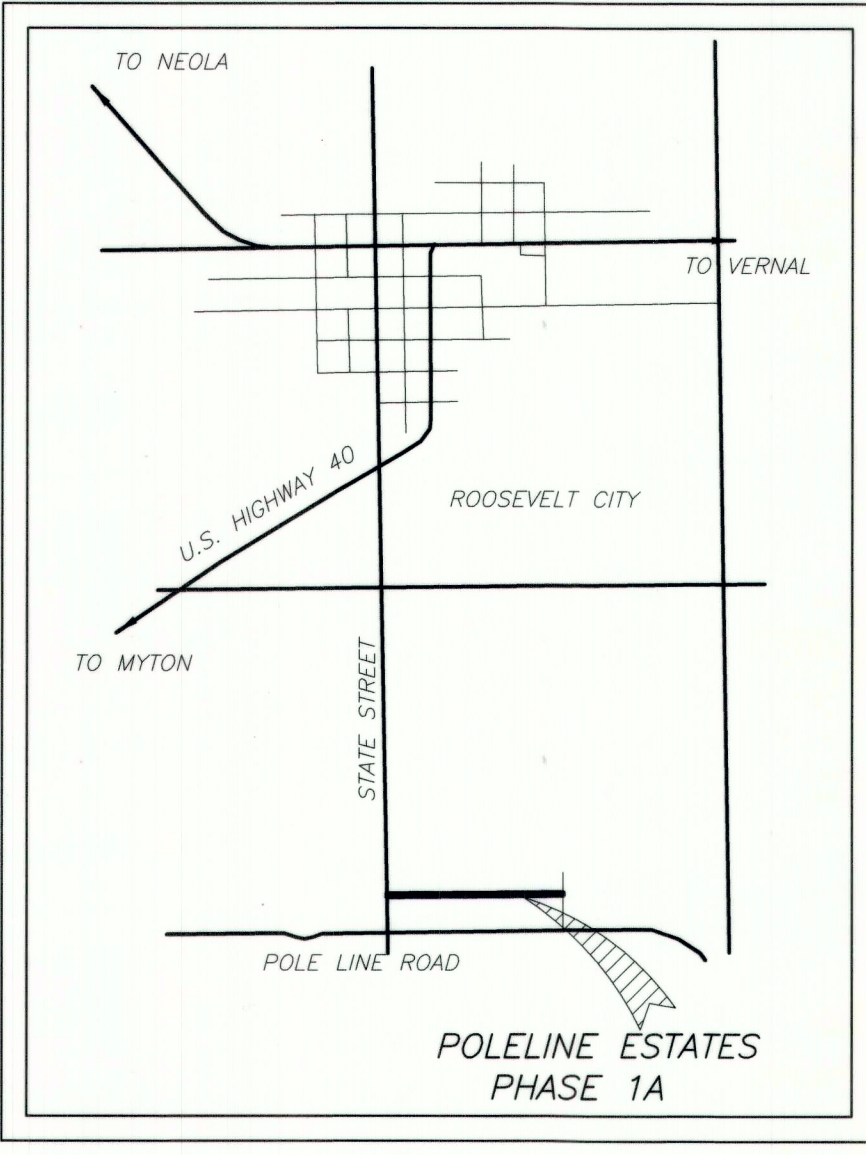 TO NEOLA
TO VERNAL
U.S. HIGHWAY 40
ROOSEVELT CITY
TO MYTON
STATE STREET
POLE LINE ROAD
POLELINE ESTATES
PHASE 1A